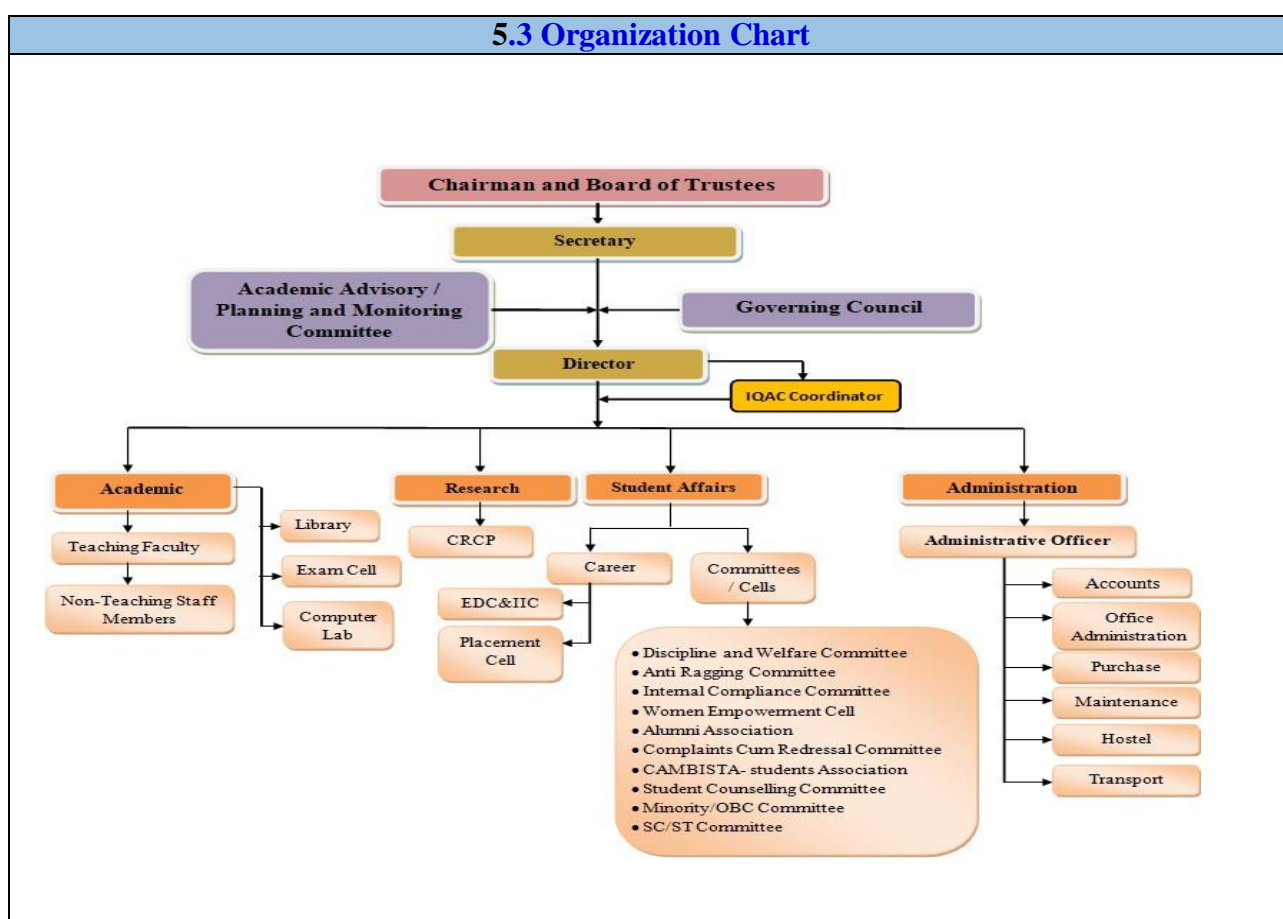 5.3 Organization Chart
Chairman and Board of Trustees
Secretary
Academic Advisory /
Planning and Monitoring
Committee
Governing Council
Director
IQAC Coordinator
Academic
Research
Student Affairs
Administration
Teaching Faculty
Non-Teaching Staff
Members
Library
Exam Cell
Computer
Lab
CRCP
Career
EDC&IIC
Placement
Cell
Committees
/ Cells
• Discipline and Welfare Committee
• Anti Ragging Committee
• Internal Compliance Committee
• Women Empowerment Cell
• Alumni Association
• Complaints Cum Redressal Committee
• CAMBISTA- students Association
• Student Counselling Committee
• Minority/OBC Committee
• SC/ST Committee
Administrative Officer
Accounts
Office
Administration
Purchase
Maintenance
Hostel
Transport